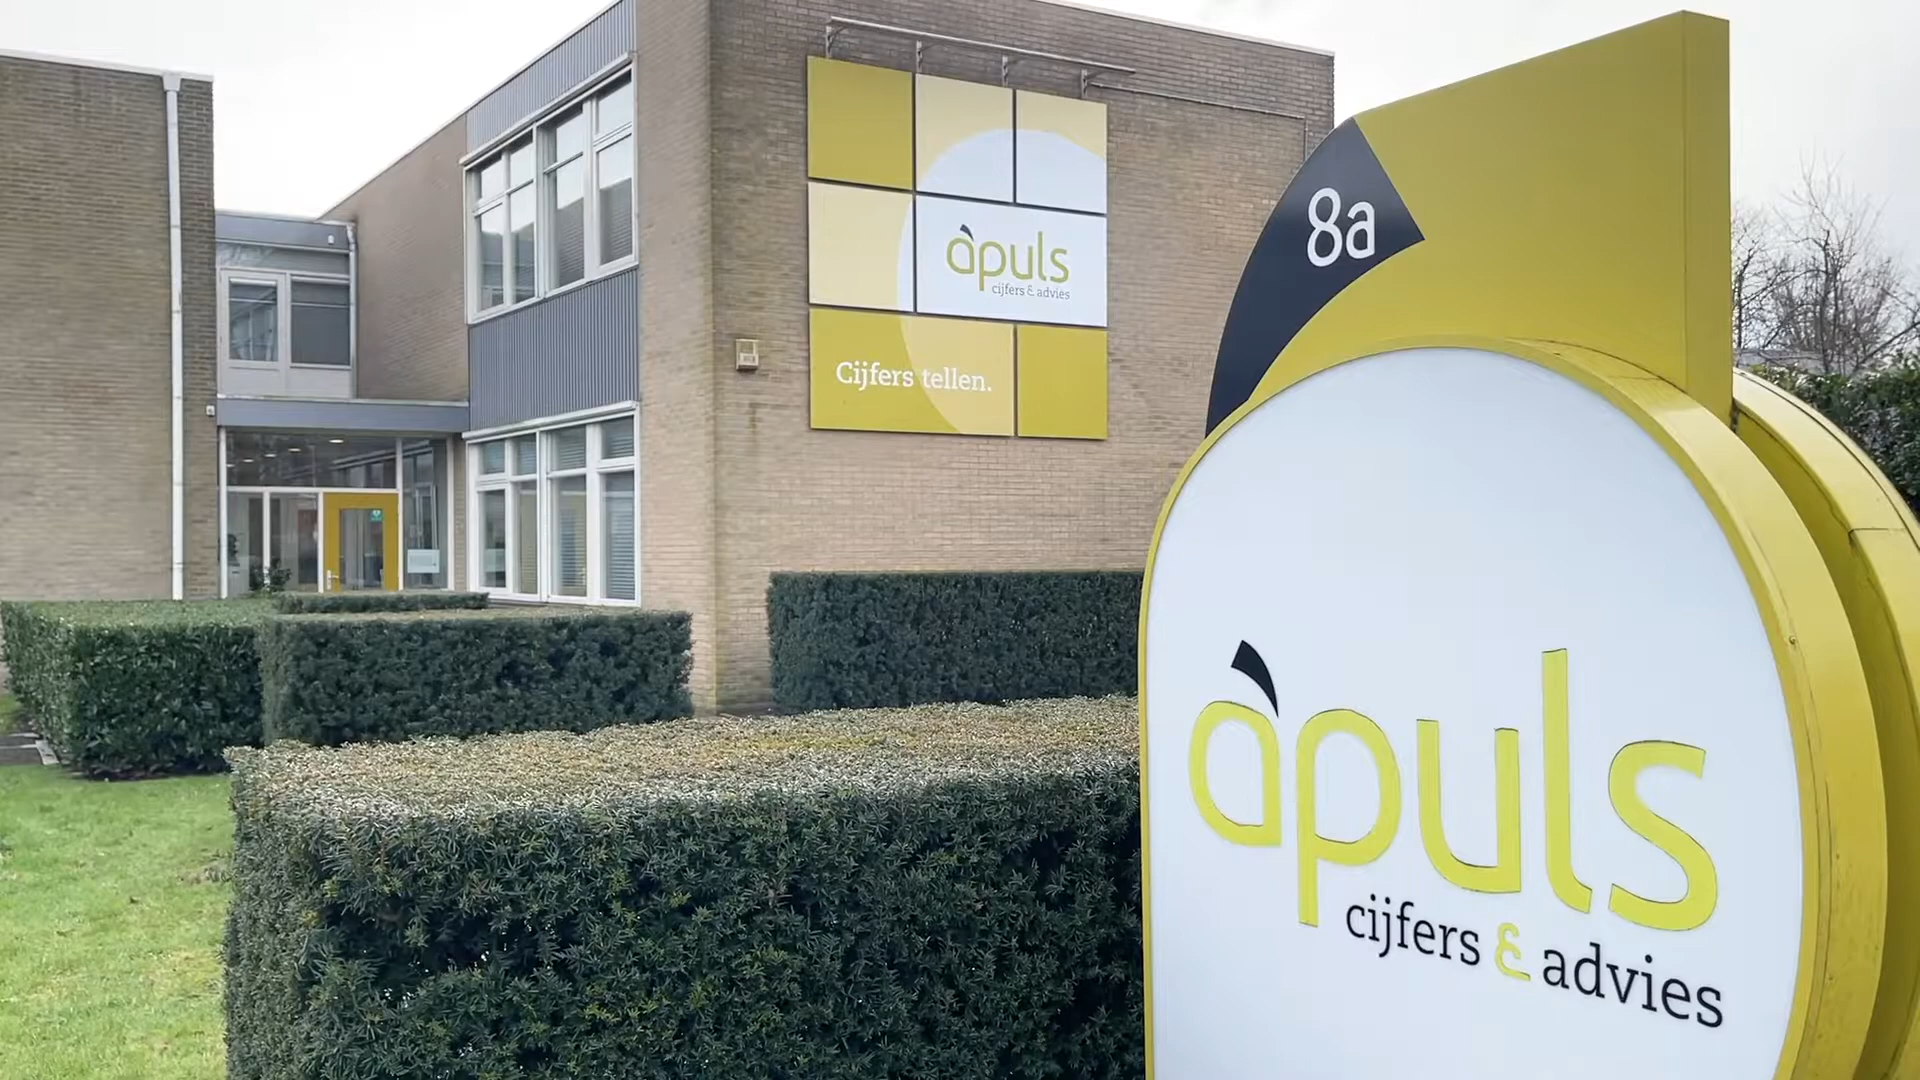 àpuls
cijfers & advies
Cijfers tellen.
8a
àpuls
cijfers & advies